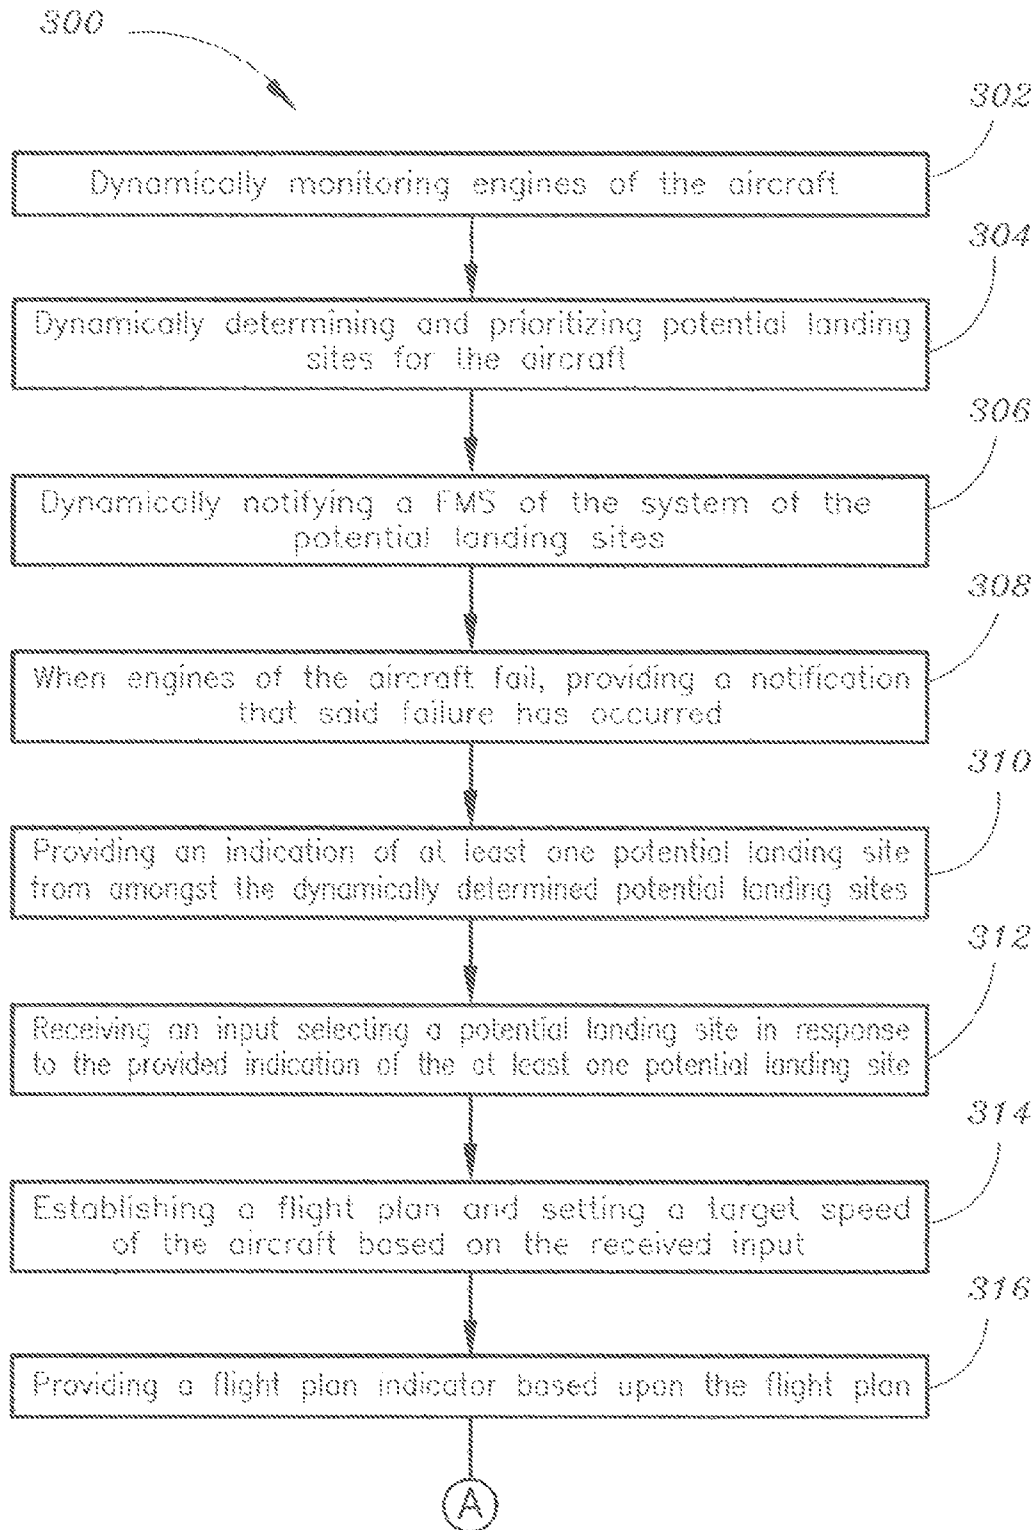 300
302
Dynamically monitoring engines of the aircraft
304
Dynamically determining and prioritizing potential landing
sites for the aircraft
306
Dynamically notifying a FMS of the system of the
potential landing sites
308
When engines of the aircraft fail, providing a notification
that said failure has occurred
310
Providing an indication of at least one potential landing site
from amongst the dynamically determined potential landing sites
312
Receiving an input selecting a potential landing site in response
to the provided indication of the at least one potential landing site
314
Establishing a flight plan and setting a target speed
of the aircraft based on the received input
316
Providing a flight plan indicator based upon the flight plan
A